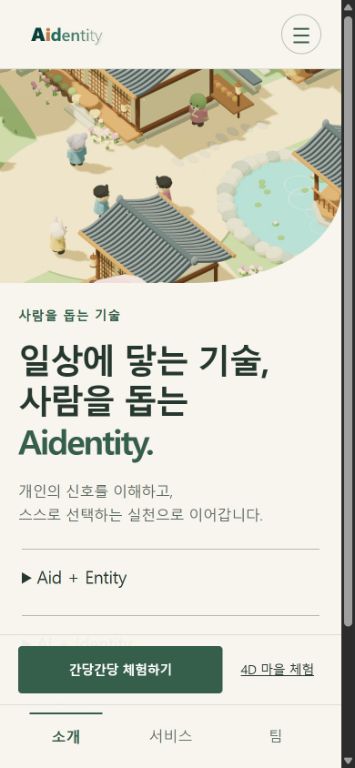 Aidentity
사람을 돕는 기술
일상에 닿는 기술,
사람을 돕는
Aidentity.
개인의 신호를 이해하고,
스스로 선택하는 실천으로 이어갑니다.
▶ Aid + Entity
AI + Identity
간당간당 체험하기
4D 마을 체험
소개
서비스
팀